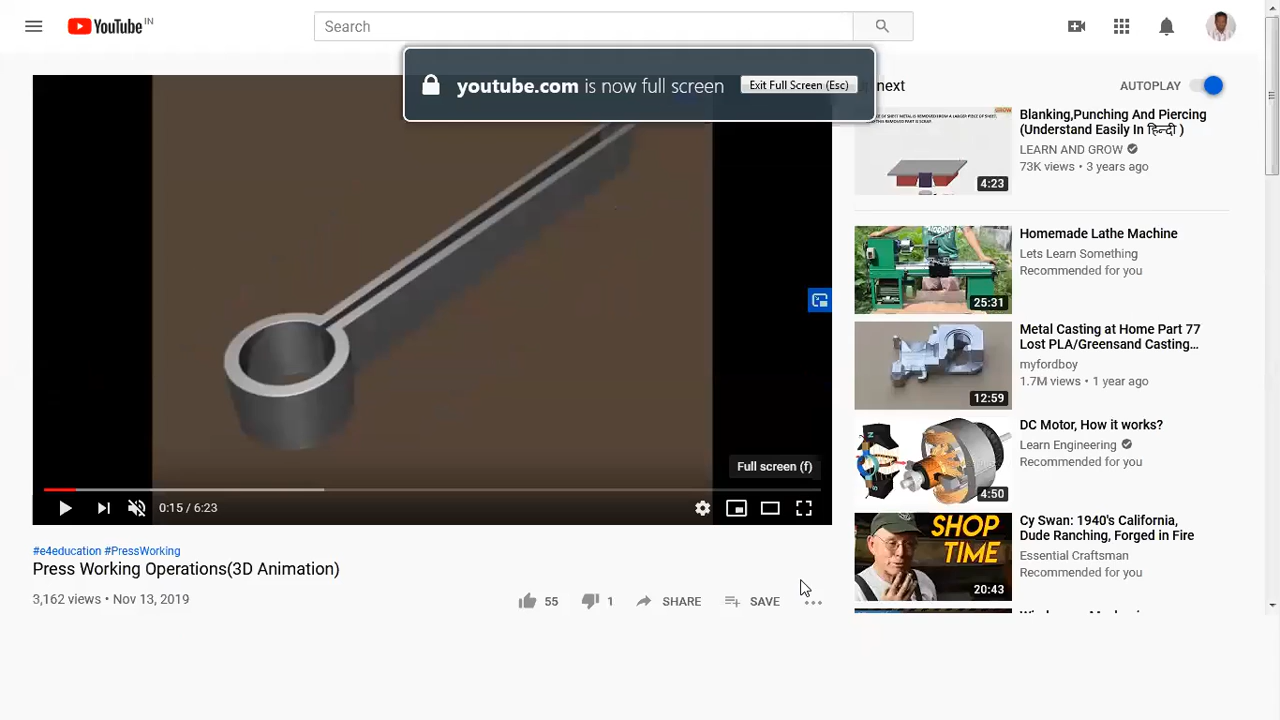 YouTube IN
Search
youtube.com is now full screen
Exit Full Screen (Esc)
next
AUTOPLAY
Blanking,Punching And Piercing
(Understand Easily In हिन्दी )
LEARN AND GROW
73K views • 3 years ago
4:23
Homemade Lathe Machine
Lets Learn Something
Recommended for you
25:31
Metal Casting at Home Part 77
Lost PLA/Greensand Casting...
myfordboy
1.7M views • 1 year ago
12:59
DC Motor, How it works?
Learn Engineering
Recommended for you
4:50
Cy Swan: 1940's California,
Dude Ranching, Forged in Fire
Essential Craftsman
Recommended for you
SHOP
TIME
20:43
Full screen (f)
0:15 / 6:23
#e4education #PressWorking
Press Working Operations(3D Animation)
3,162 views • Nov 13, 2019
55
1
SHARE
SAVE